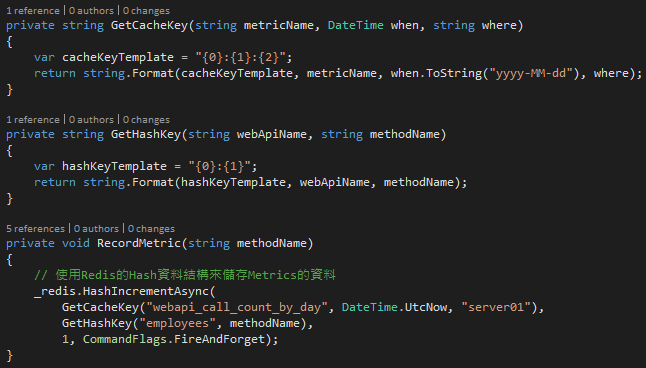 1 reference | 0 authors | 0 changes
private string GetCacheKey(string metricName, DateTime when, string where)
{
    var cacheKeyTemplate = "{0}:{1}:{2}";
    return string.Format(cacheKeyTemplate, metricName, when.ToString("yyyy-MM-dd"), where);
}
1 reference | 0 authors | 0 changes
private string GetHashKey(string webApiName, string methodName)
{
    var hashKeyTemplate = "{0}:{1}";
    return string.Format(hashKeyTemplate, webApiName, methodName);
}
5 references | 0 authors | 0 changes
private void RecordMetric(string methodName)
{
    // 使用Redis的Hash資料結構來儲存Metrics的資料
    _redis.HashIncrementAsync(
        GetCacheKey("webapi_call_count_by_day", DateTime.UtcNow, "server01"),
        GetHashKey("employees", methodName),
        1, CommandFlags.FireAndForget);
}